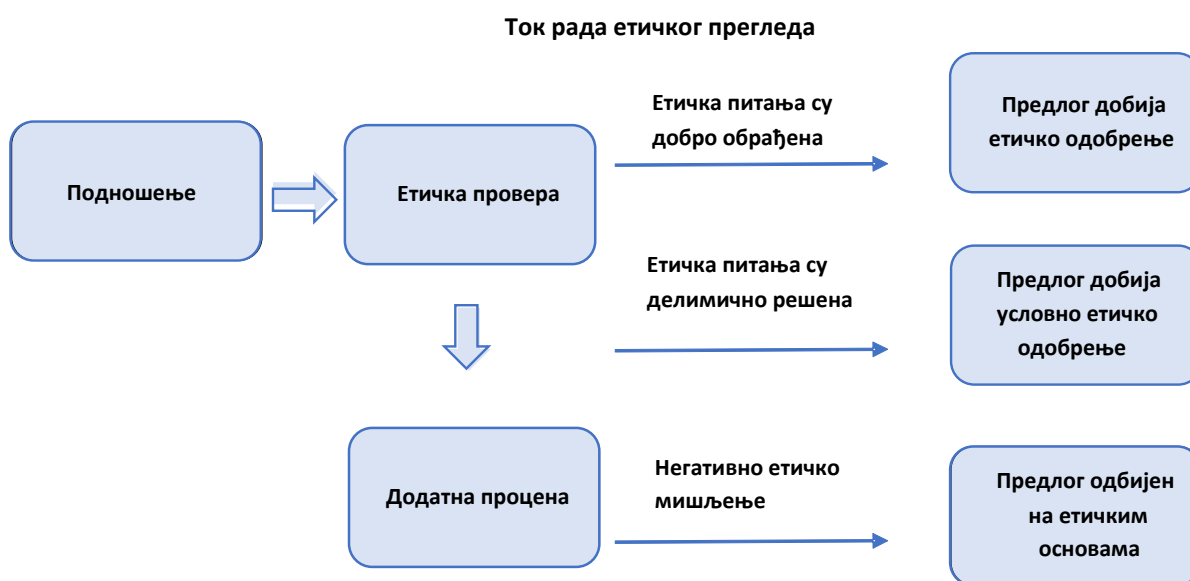 Ток рада етичког прегледа
Подношење
Етичка провера
Етичка питања су
добро обрађена
Предлог добија
етичко одобрење
Етичка питања су
делимично решена
Предлог добија
условно етичко
одобрење
Додатна процена
Негативно етичко
мишљење
Предлог одбијен
на етичким
основама